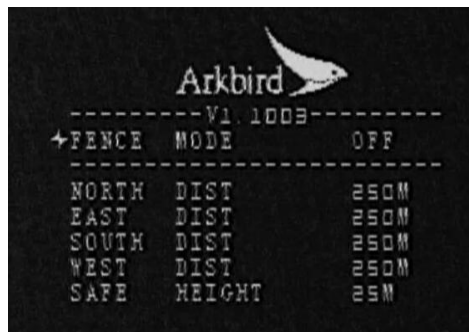 Arkbird
----------V1.1003----------
FENCE MODE OFF
---------------------------
NORTH DIST 250M
EAST DIST 250M
SOUTH DIST 250M
WEST DIST 250M
SAFE HEIGHT 25M